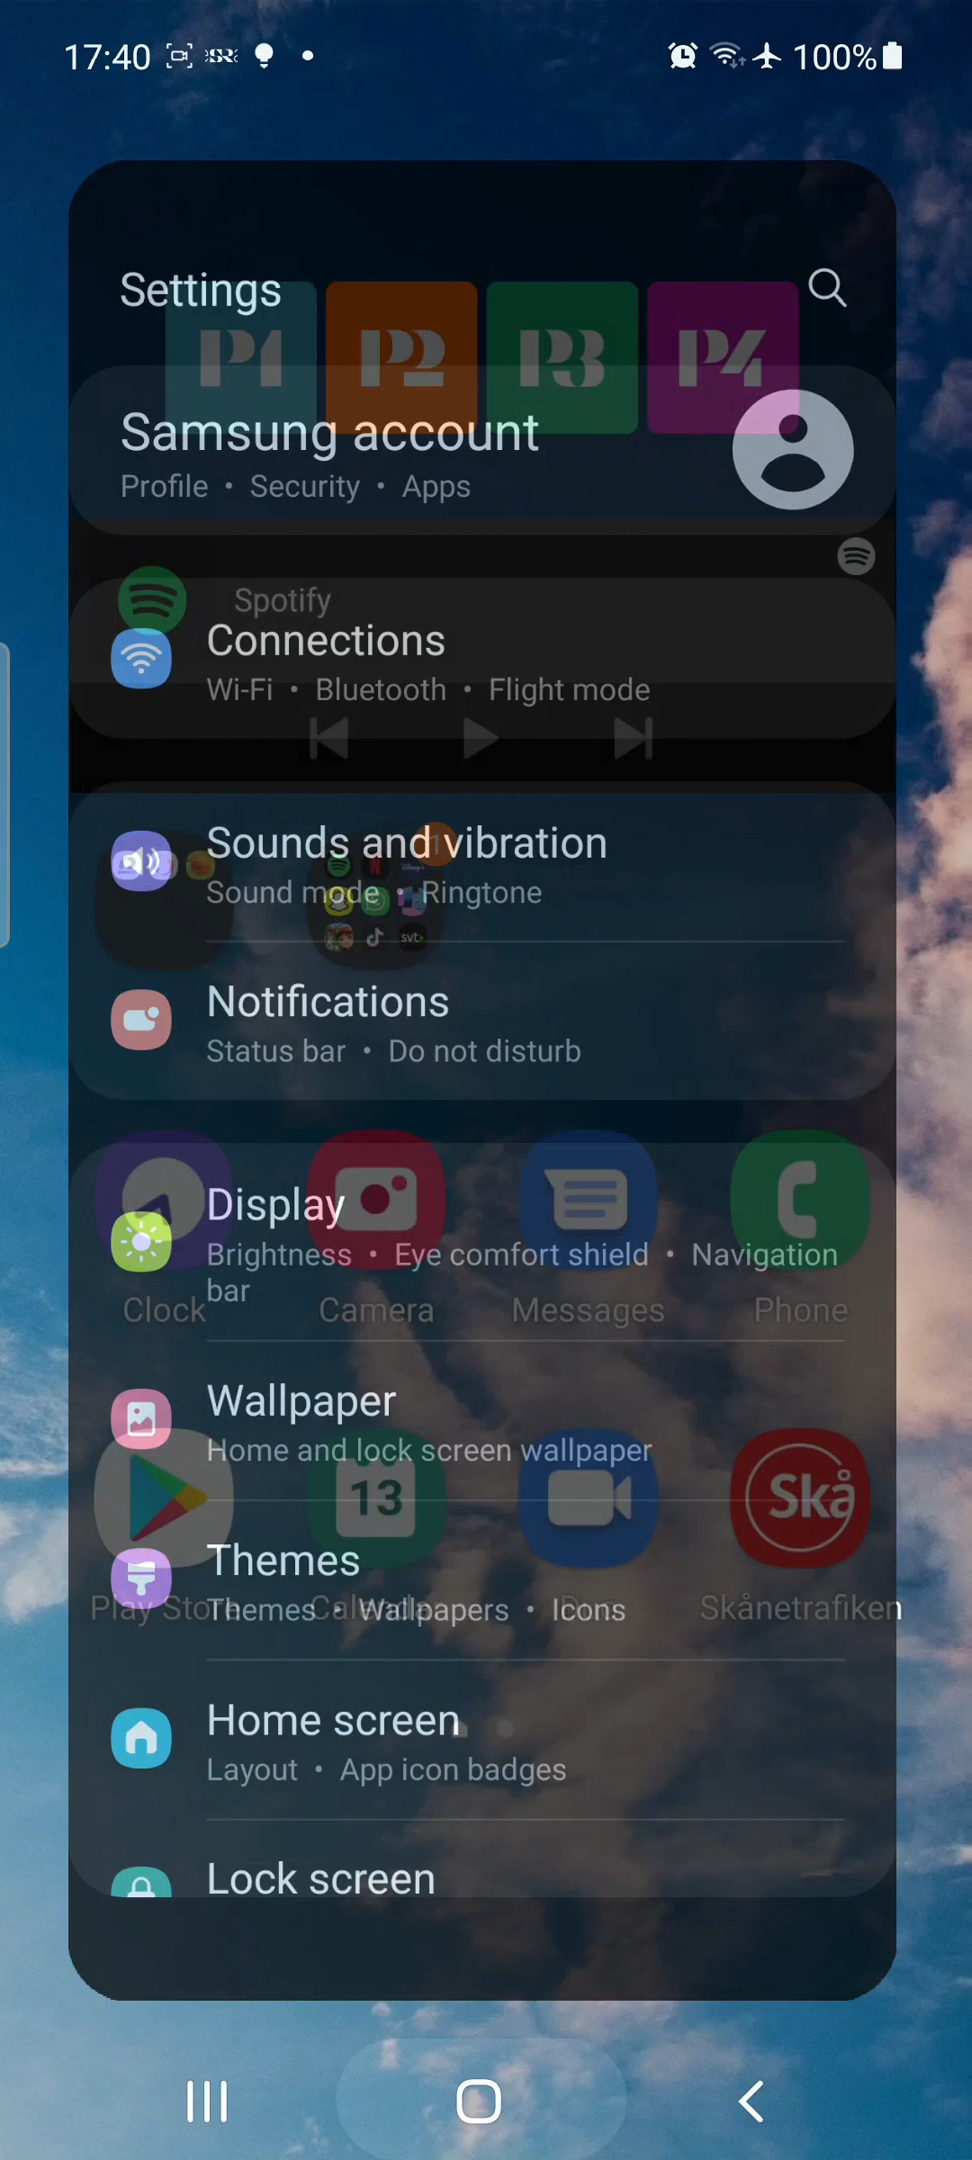 17:40
100%
Settings
P1 P2 P3 P4
Samsung account
Profile • Security • Apps
Spotify
Connections
Wi-Fi • Bluetooth • Flight mode
Sounds and vibration
Sound mode • Ringtone
svt
Notifications
Status bar • Do not disturb
Display
Brightness • Eye comfort shield • Navigation
bar
Clock Camera Messages Phone
Wallpaper
Home and lock screen wallpaper
13
Skå
Themes
Themes • Wallpapers • Icons
Play Store Skånetrafiken
Home screen
Layout • App icon badges
Lock screen